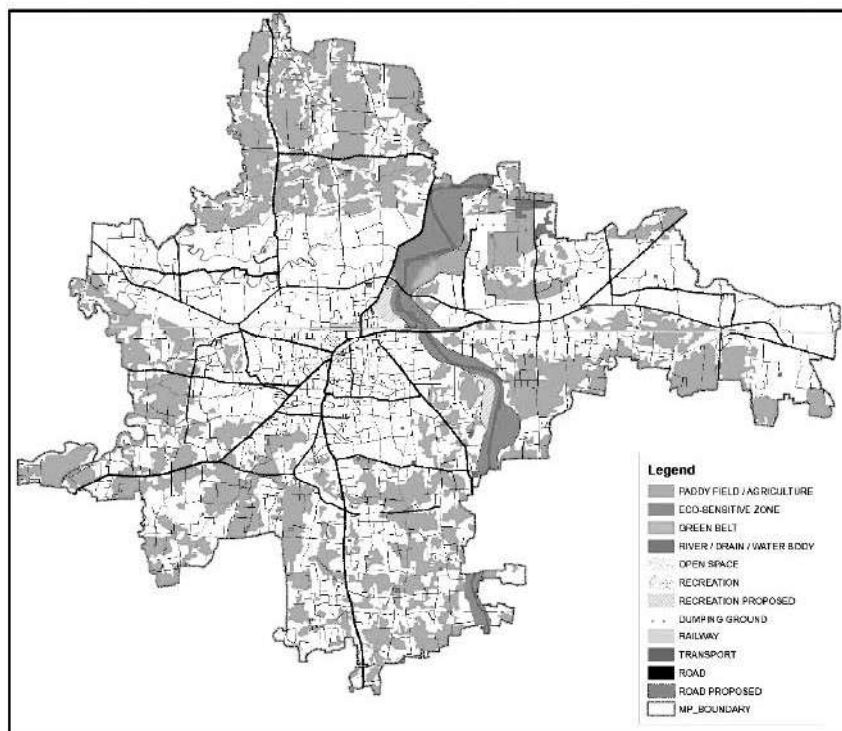 Legend
PADDY FIELD / AGRICULTURE
ECO-SENSITIVE ZONE
GREEN BELT
RIVER / DRAIN / WATER BODY
OPEN SPACE
RECREATION
RECREATION PROPOSED
DUMPING GROUND
RAILWAY
TRANSPORT
ROAD
ROAD PROPOSED
MP_BOUNDARY